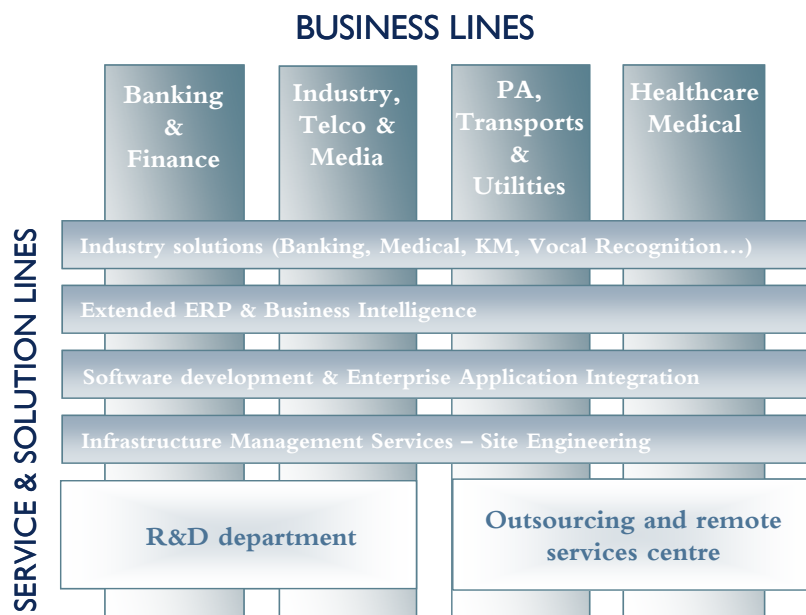 BUSINESS LINES
Banking
&
Finance
Industry,
Telco &
Media
PA,
Transports
&
Utilities
Healthcare
Medical
SERVICE & SOLUTION LINES
Industry solutions (Banking, Medical, KM, Vocal Recognition…)
Extended ERP & Business Intelligence
Software development & Enterprise Application Integration
Infrastructure Management Services – Site Engineering
R&D department
Outsourcing and remote
services centre